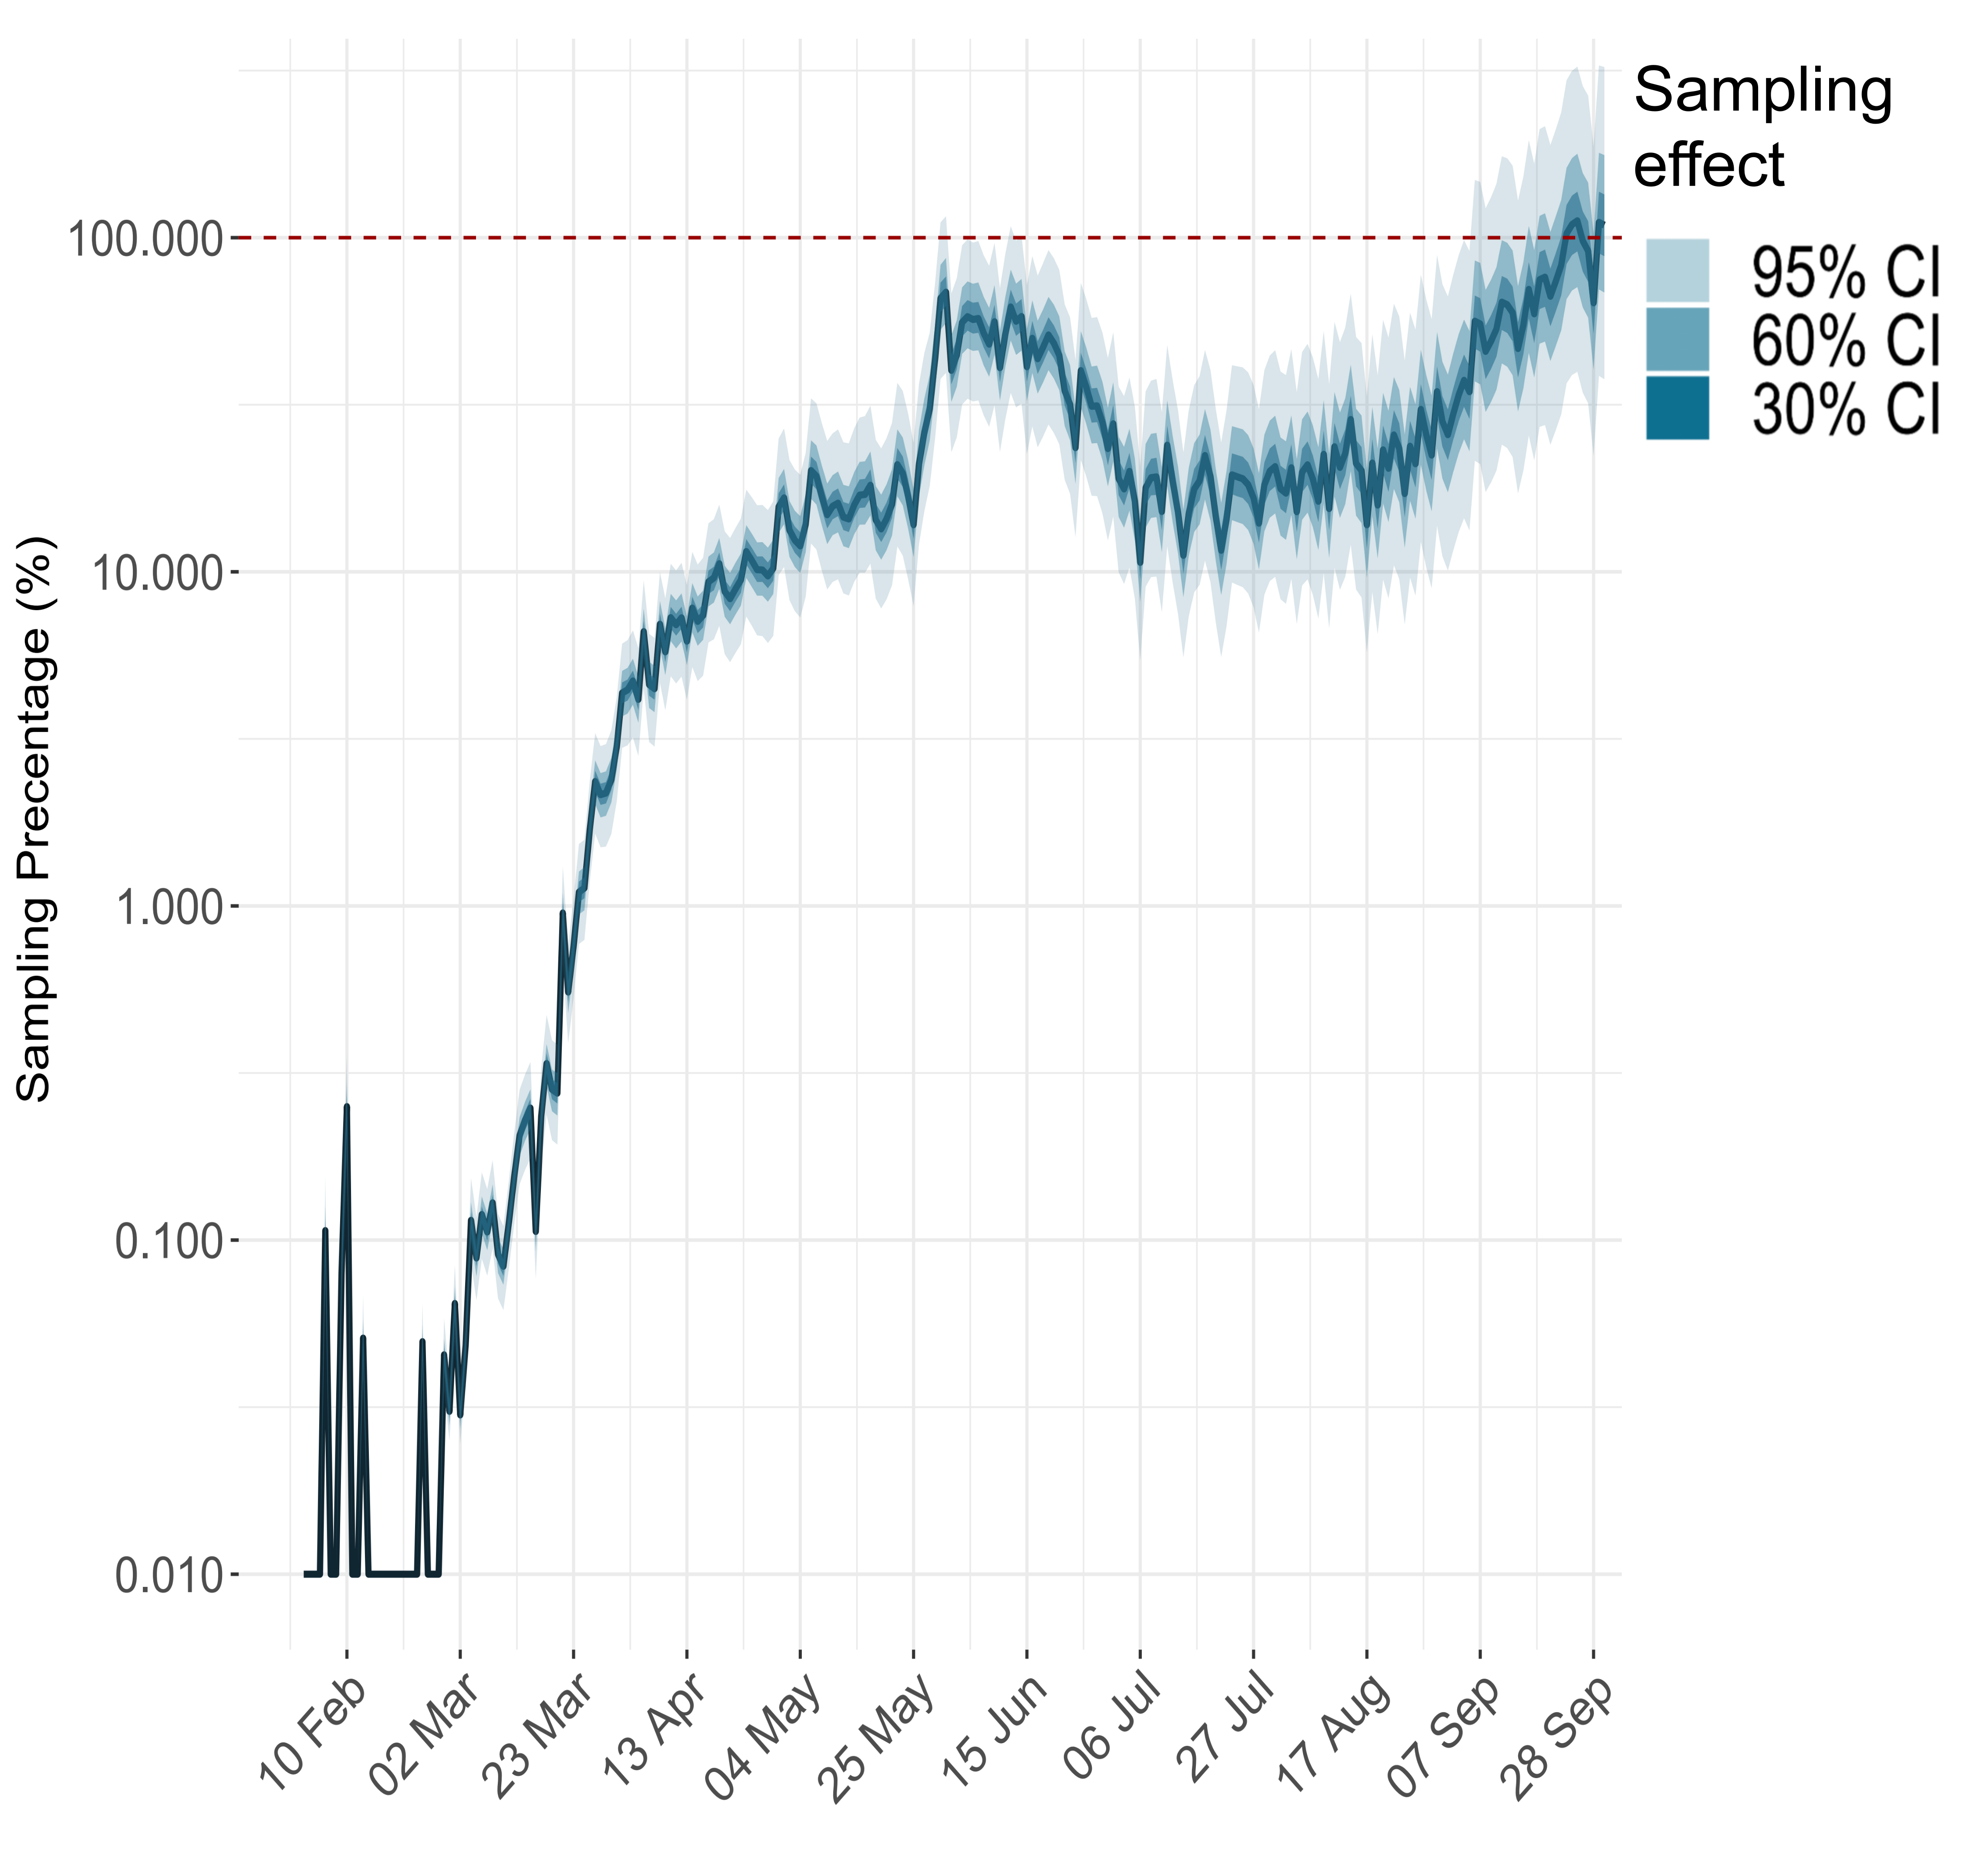 Sampling
effect
95% CI
60% CI
30% CI
Sampling Precentage (%)
100.000
10.000
1.000
0.100
0.010
10 Feb
02 Mar
23 Mar
13 Apr
04 May
25 May
15 Jun
06 Jul
27 Jul
17 Aug
07 Sep
28 Sep